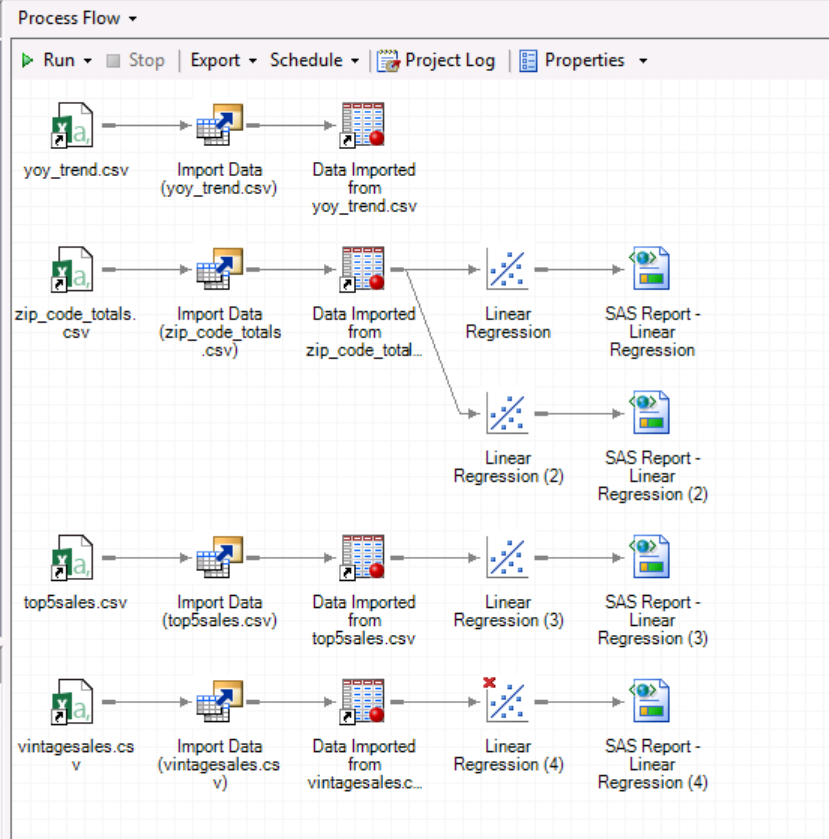 Process Flow
Run Stop Export Schedule Project Log Properties
yoy_trend.csv
Import Data
(yoy_trend.csv)
Data Imported
from
yoy_trend.csv
zip_code_totals.
csv
Import Data
(zip_code_totals
.csv)
Data Imported
from
zip_code_total...
Linear
Regression
SAS Report -
Linear
Regression
Linear
Regression (2)
SAS Report -
Linear
Regression (2)
top5sales.csv
Import Data
(top5sales.csv)
Data Imported
from
top5sales.csv
Linear
Regression (3)
SAS Report -
Linear
Regression (3)
vintagesales.cs
v
Import Data
(vintagesales.cs
v)
Data Imported
from
vintagesales.c...
Linear
Regression (4)
SAS Report -
Linear
Regression (4)